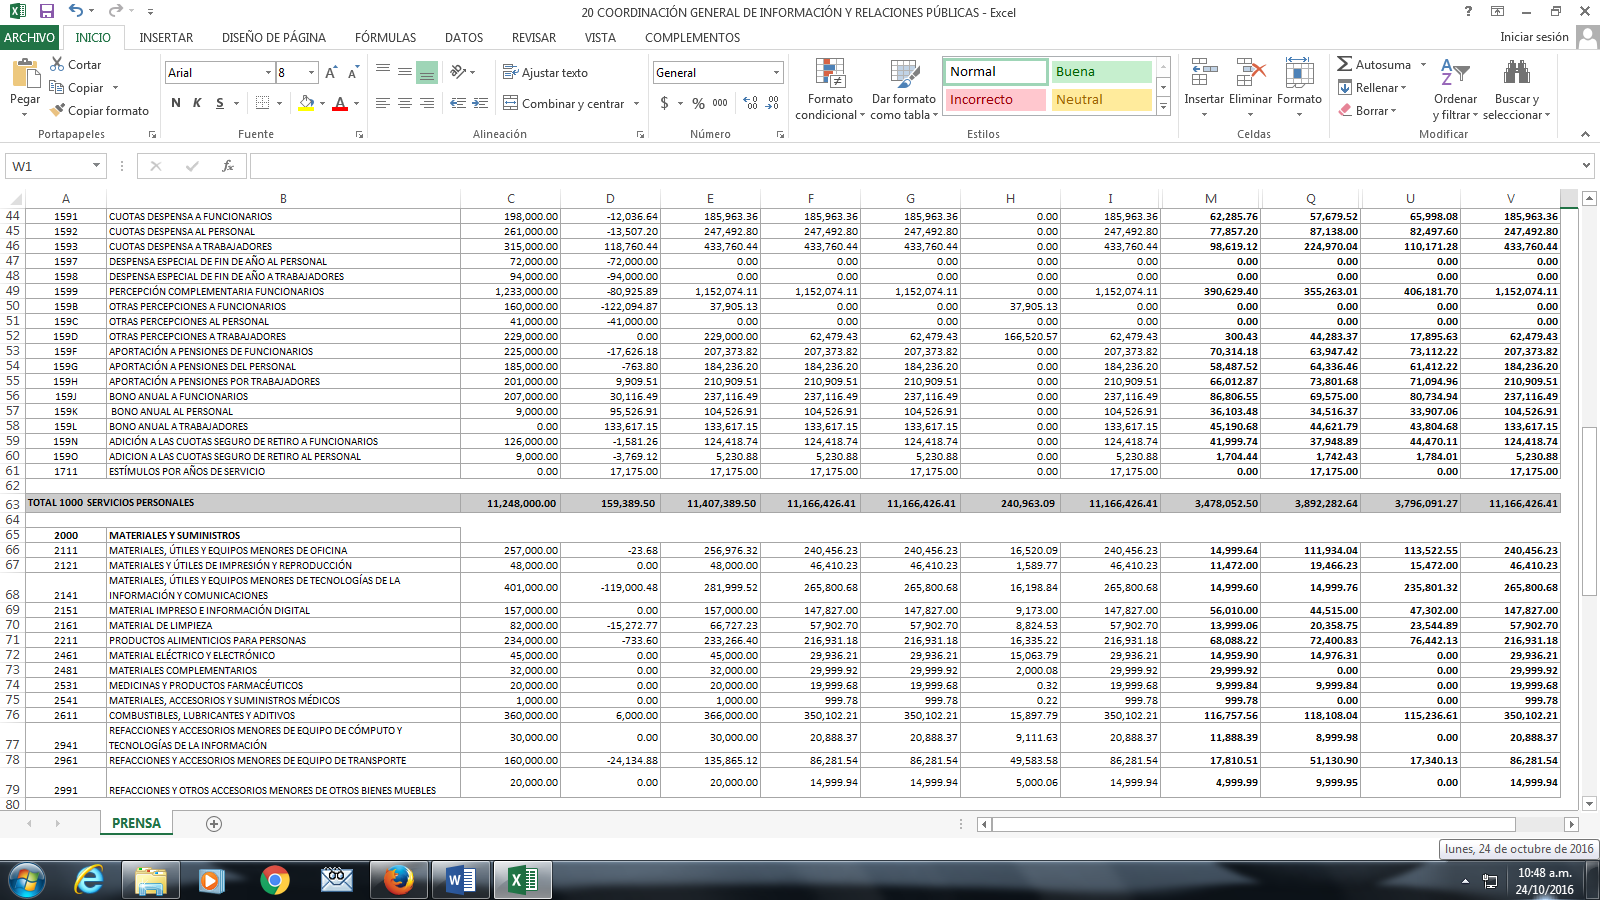 20 COORDINACIÓN GENERAL DE INFORMACIÓN Y RELACIONES PÚBLICAS - Excel
ARCHIVO INICIO INSERTAR DISEÑO DE PÁGINA FÓRMULAS DATOS REVISAR VISTA COMPLEMENTOS Iniciar sesión
Pegar Cortar Copiar Copiar formato
Portapapeles
Arial 8
N K S
Fuente
Ajustar texto
Combinar y centrar
Alineación
General
$ % 000
Número
Formato condicional Dar formato como tabla
Normal Buena
Incorrecto Neutral
Estilos
Insertar Eliminar Formato
Celdas
Autosuma
Rellenar
Borrar
Ordenar y filtrar Buscar y seleccionar
Modificar
W1 fx
A B C D E F G H I M Q U V
44 1591 CUOTAS DESPENSA A FUNCIONARIOS 198,000.00 -12,036.64 185,963.36 185,963.36 185,963.36 0.00 185,963.36 62,285.76 57,679.52 65,998.08 185,963.36
45 1592 CUOTAS DESPENSA AL PERSONAL 261,000.00 -13,507.20 247,492.80 247,492.80 247,492.80 0.00 247,492.80 77,857.20 87,138.00 82,497.60 247,492.80
46 1593 CUOTAS DESPENSA A TRABAJADORES 315,000.00 118,760.44 433,760.44 433,760.44 433,760.44 0.00 433,760.44 98,619.12 224,970.04 110,171.28 433,760.44
47 1597 DESPENSA ESPECIAL DE FIN DE AÑO AL PERSONAL 72,000.00 -72,000.00 0.00 0.00 0.00 0.00 0.00 0.00 0.00 0.00 0.00
48 1598 DESPENSA ESPECIAL DE FIN DE AÑO A TRABAJADORES 94,000.00 -94,000.00 0.00 0.00 0.00 0.00 0.00 0.00 0.00 0.00 0.00
49 1599 PERCEPCIÓN COMPLEMENTARIA FUNCIONARIOS 1,233,000.00 -80,925.89 1,152,074.11 1,152,074.11 1,152,074.11 0.00 1,152,074.11 390,629.40 355,263.01 406,181.70 1,152,074.11
50 159B OTRAS PERCEPCIONES A FUNCIONARIOS 160,000.00 -122,094.87 37,905.13 0.00 0.00 37,905.13 0.00 0.00 0.00 0.00 0.00
51 159C OTRAS PERCEPCIONES AL PERSONAL 41,000.00 -41,000.00 0.00 0.00 0.00 0.00 0.00 0.00 0.00 0.00 0.00
52 159D OTRAS PERCEPCIONES A TRABAJADORES 229,000.00 0.00 229,000.00 62,479.43 62,479.43 166,520.57 62,479.43 300.43 44,283.37 17,895.63 62,479.43
53 159F APORTACIÓN A PENSIONES DE FUNCIONARIOS 225,000.00 -17,626.18 207,373.82 207,373.82 207,373.82 0.00 207,373.82 70,314.18 63,947.42 73,112.22 207,373.82
54 159G APORTACIÓN A PENSIONES DEL PERSONAL 185,000.00 -763.80 184,236.20 184,236.20 184,236.20 0.00 184,236.20 58,487.52 64,336.46 61,412.22 184,236.20
55 159H APORTACIÓN A PENSIONES POR TRABAJADORES 201,000.00 9,909.51 210,909.51 210,909.51 210,909.51 0.00 210,909.51 66,012.87 73,801.68 71,094.96 210,909.51
56 159J BONO ANUAL A FUNCIONARIOS 207,000.00 30,116.49 237,116.49 237,116.49 237,116.49 0.00 237,116.49 86,806.55 69,575.00 80,734.94 237,116.49
57 159K BONO ANUAL AL PERSONAL 9,000.00 95,526.91 104,526.91 104,526.91 104,526.91 0.00 104,526.91 36,103.48 34,516.37 33,907.06 104,526.91
58 159L BONO ANUAL A TRABAJADORES 0.00 133,617.15 133,617.15 133,617.15 133,617.15 0.00 133,617.15 45,190.68 44,621.79 43,804.68 133,617.15
59 159N ADICIÓN A LAS CUOTAS SEGURO DE RETIRO A FUNCIONARIOS 126,000.00 -1,581.26 124,418.74 124,418.74 124,418.74 0.00 124,418.74 41,999.74 37,948.89 44,470.11 124,418.74
60 159O ADICION A LAS CUOTAS SEGURO DE RETIRO AL PERSONAL 9,000.00 -3,769.12 5,230.88 5,230.88 5,230.88 0.00 5,230.88 1,704.44 1,742.43 1,784.01 5,230.88
61 1711 ESTÍMULOS POR AÑOS DE SERVICIO 0.00 17,175.00 17,175.00 17,175.00 17,175.00 0.00 17,175.00 0.00 17,175.00 0.00 17,175.00
62
63 TOTAL 1000 SERVICIOS PERSONALES 11,248,000.00 159,389.50 11,407,389.50 11,166,426.41 11,166,426.41 240,963.09 11,166,426.41 3,478,052.50 3,892,282.64 3,796,091.27 11,166,426.41
64
65 2000 MATERIALES Y SUMINISTROS
66 2111 MATERIALES, ÚTILES Y EQUIPOS MENORES DE OFICINA 257,000.00 -23.68 256,976.32 240,456.23 240,456.23 16,520.09 240,456.23 14,999.64 111,934.04 113,522.55 240,456.23
67 2121 MATERIALES Y ÚTILES DE IMPRESIÓN Y REPRODUCCIÓN 48,000.00 0.00 48,000.00 46,410.23 46,410.23 1,589.77 46,410.23 11,472.00 19,466.23 15,472.00 46,410.23
MATERIALES, ÚTILES Y EQUIPOS MENORES DE TECNOLOGÍAS DE LA
68 2141 INFORMACIÓN Y COMUNICACIONES 401,000.00 -119,000.48 281,999.52 265,800.68 265,800.68 16,198.84 265,800.68 14,999.60 14,999.76 235,801.32 265,800.68
69 2151 MATERIAL IMPRESO E INFORMACIÓN DIGITAL 157,000.00 0.00 157,000.00 147,827.00 147,827.00 9,173.00 147,827.00 56,010.00 44,515.00 47,302.00 147,827.00
70 2161 MATERIAL DE LIMPIEZA 82,000.00 -15,272.77 66,727.23 57,902.70 57,902.70 8,824.53 57,902.70 13,999.06 20,358.75 23,544.89 57,902.70
71 2211 PRODUCTOS ALIMENTICIOS PARA PERSONAS 234,000.00 -733.60 233,266.40 216,931.18 216,931.18 16,335.22 216,931.18 68,088.22 72,400.83 76,442.13 216,931.18
72 2461 MATERIAL ELÉCTRICO Y ELECTRÓNICO 45,000.00 0.00 45,000.00 29,936.21 29,936.21 15,063.79 29,936.21 14,959.90 14,976.31 0.00 29,936.21
73 2481 MATERIALES COMPLEMENTARIOS 32,000.00 0.00 32,000.00 29,999.92 29,999.92 2,000.08 29,999.92 29,999.92 0.00 0.00 29,999.92
74 2531 MEDICINAS Y PRODUCTOS FARMACÉUTICOS 20,000.00 0.00 20,000.00 19,999.68 19,999.68 0.32 19,999.68 9,999.84 9,999.84 0.00 19,999.68
75 2541 MATERIALES, ACCESORIOS Y SUMINISTROS MÉDICOS 1,000.00 0.00 1,000.00 999.78 999.78 0.22 999.78 999.78 0.00 0.00 999.78
76 2611 COMBUSTIBLES, LUBRICANTES Y ADITIVOS 360,000.00 6,000.00 366,000.00 350,102.21 350,102.21 15,897.79 350,102.21 116,757.56 118,108.04 115,236.61 350,102.21
REFACCIONES Y ACCESORIOS MENORES DE EQUIPO DE CÓMPUTO Y
77 2941 TECNOLOGÍAS DE LA INFORMACIÓN 30,000.00 0.00 30,000.00 20,888.37 20,888.37 9,111.63 20,888.37 11,888.39 8,999.98 0.00 20,888.37
78 2961 REFACCIONES Y ACCESORIOS MENORES DE EQUIPO DE TRANSPORTE 160,000.00 -24,134.88 135,865.12 86,281.54 86,281.54 49,583.58 86,281.54 17,810.51 51,130.90 17,340.13 86,281.54
79 2991 REFACCIONES Y OTROS ACCESORIOS MENORES DE OTROS BIENES MUEBLES 20,000.00 0.00 20,000.00 14,999.94 14,999.94 5,000.06 14,999.94 4,999.99 9,999.95 0.00 14,999.94
80
PRENSA
lunes, 24 de octubre de 2016
10:48 a.m.
24/10/2016